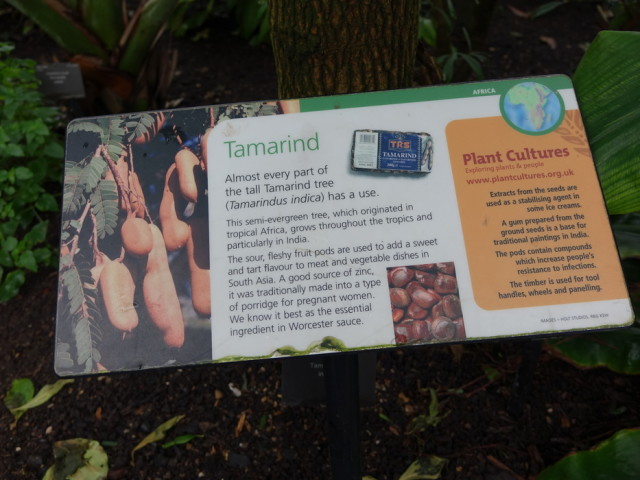 AFRICA
Tamarind
TRS
TAMARIND
Almost every part of
the tall Tamarind tree
(Tamarindus indica) has a use.
This semi-evergreen tree, which originated in
tropical Africa, grows throughout the tropics and
particularly in India.
The sour, fleshy fruit pods are used to add a sweet
and tart flavour to meat and vegetable dishes in
South Asia. A good source of zinc,
it was traditionally made into a type
of porridge for pregnant women.
We know it best as the essential
ingredient in Worcester sauce.
Plant Cultures
Exploring plants & people
www.plantcultures.org.uk
Extracts from the seeds are
used as a stabilising agent in
some ice creams.
A gum prepared from the
ground seeds is a base for
traditional paintings in India.
The pods contain compounds
which increase people's
resistance to infections.
The timber is used for tool
handles, wheels and panelling.